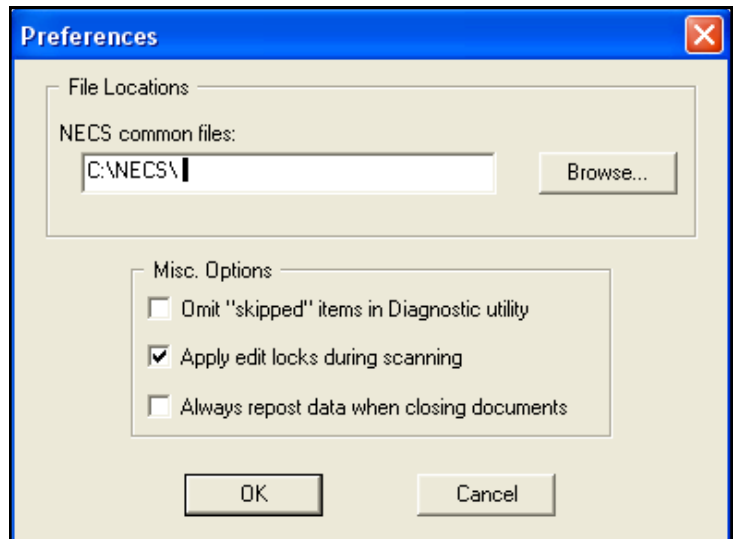 Preferences
File Locations
NECS common files:
C:\NECS\
Browse...
Misc. Options
Omit "skipped" items in Diagnostic utility
Apply edit locks during scanning
Always repost data when closing documents
OK
Cancel